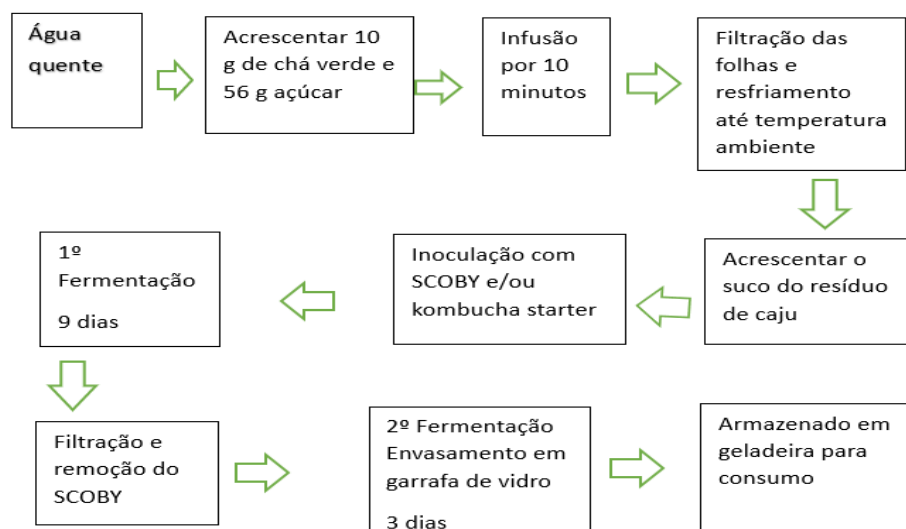 Água
quente
Acrescentar 10
g de chá verde e
56 g açúcar
Infusão
por 10
minutos
Filtração das
folhas e
resfriamento
até temperatura
ambiente
Acrescentar o
suco do resíduo
de caju
Inoculação com
SCOBY e/ou
kombucha starter
1º
Fermentação
9 dias
Filtração e
remoção do
SCOBY
2º Fermentação
Envasamento em
garrafa de vidro
3 dias
Armazenado em
geladeira para
consumo